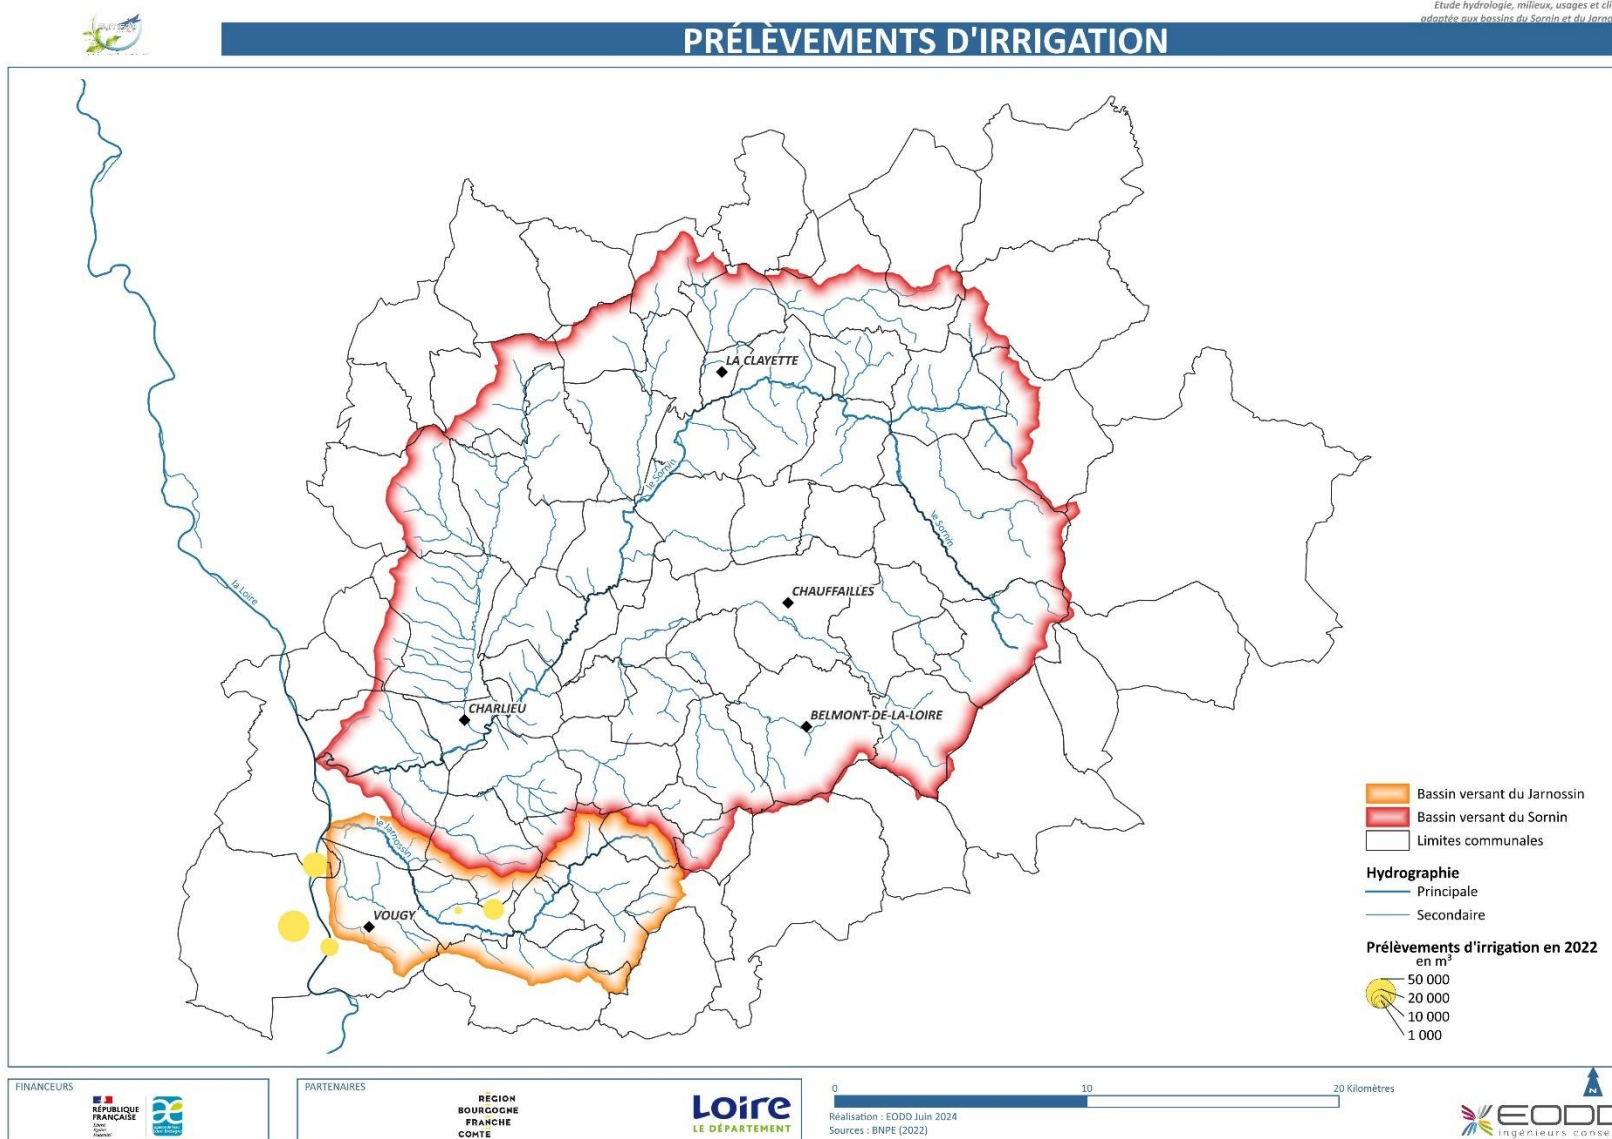 Etude hydrologie, milieux, usages et cli
adaptée aux bassins du Sornin et du Jarno
PRÉLÈVEMENTS D'IRRIGATION
LA CLAYETTE
le Sornin
le Sornin
la Loire
CHAUFFAILLES
CHARLIEU
BELMONT-DE-LA-LOIRE
le Jarnossin
VOUGY
Bassin versant du Jarnossin
Bassin versant du Sornin
Limites communales
Hydrographie
Principale
Secondaire
Prélèvements d'irrigation en 2022
en m³
50 000
20 000
10 000
1 000
FINANCEURS
RÉPUBLIQUE
FRANÇAISE
PARTENAIRES
REGION
BOURGOGNE
FRANCHE
COMTE
Loire
LE DÉPARTEMENT
0 10 20 Kilomètres
Réalisation : EODD Juin 2024
Sources : BNPE (2022)
N
EODD
ingénieurs conse